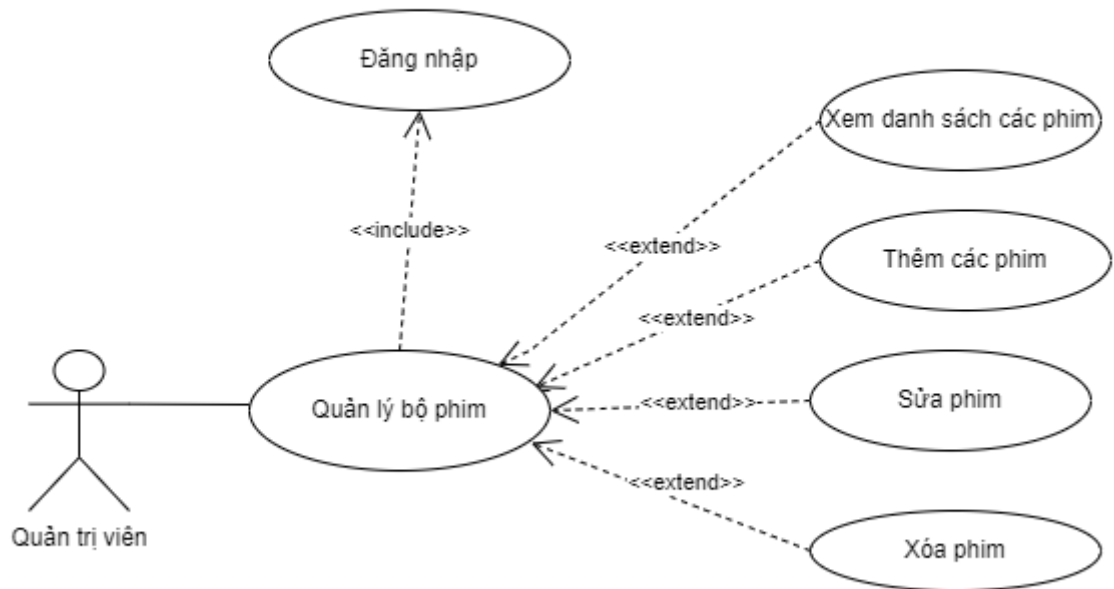 Đăng nhập
Xem danh sách các phim
<<include>>
<<extend>>
Thêm các phim
<<extend>>
Quản lý bộ phim
<<extend>>
Sửa phim
<<extend>>
Quản trị viên
Xóa phim